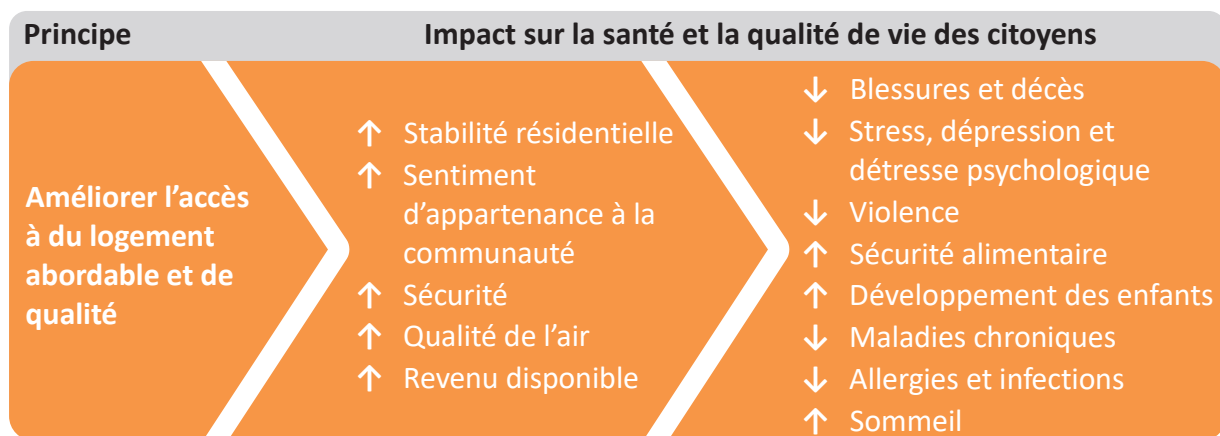 Principe
Impact sur la santé et la qualité de vie des citoyens
Améliorer l’accès
à du logement
abordable et de
qualité
↑ Stabilité résidentielle
↑ Sentiment
d’appartenance à la
communauté
↑ Sécurité
↑ Qualité de l’air
↑ Revenu disponible
↓ Blessures et décès
↓ Stress, dépression et
détresse psychologique
↓ Violence
↑ Sécurité alimentaire
↑ Développement des enfants
↓ Maladies chroniques
↓ Allergies et infections
↑ Sommeil